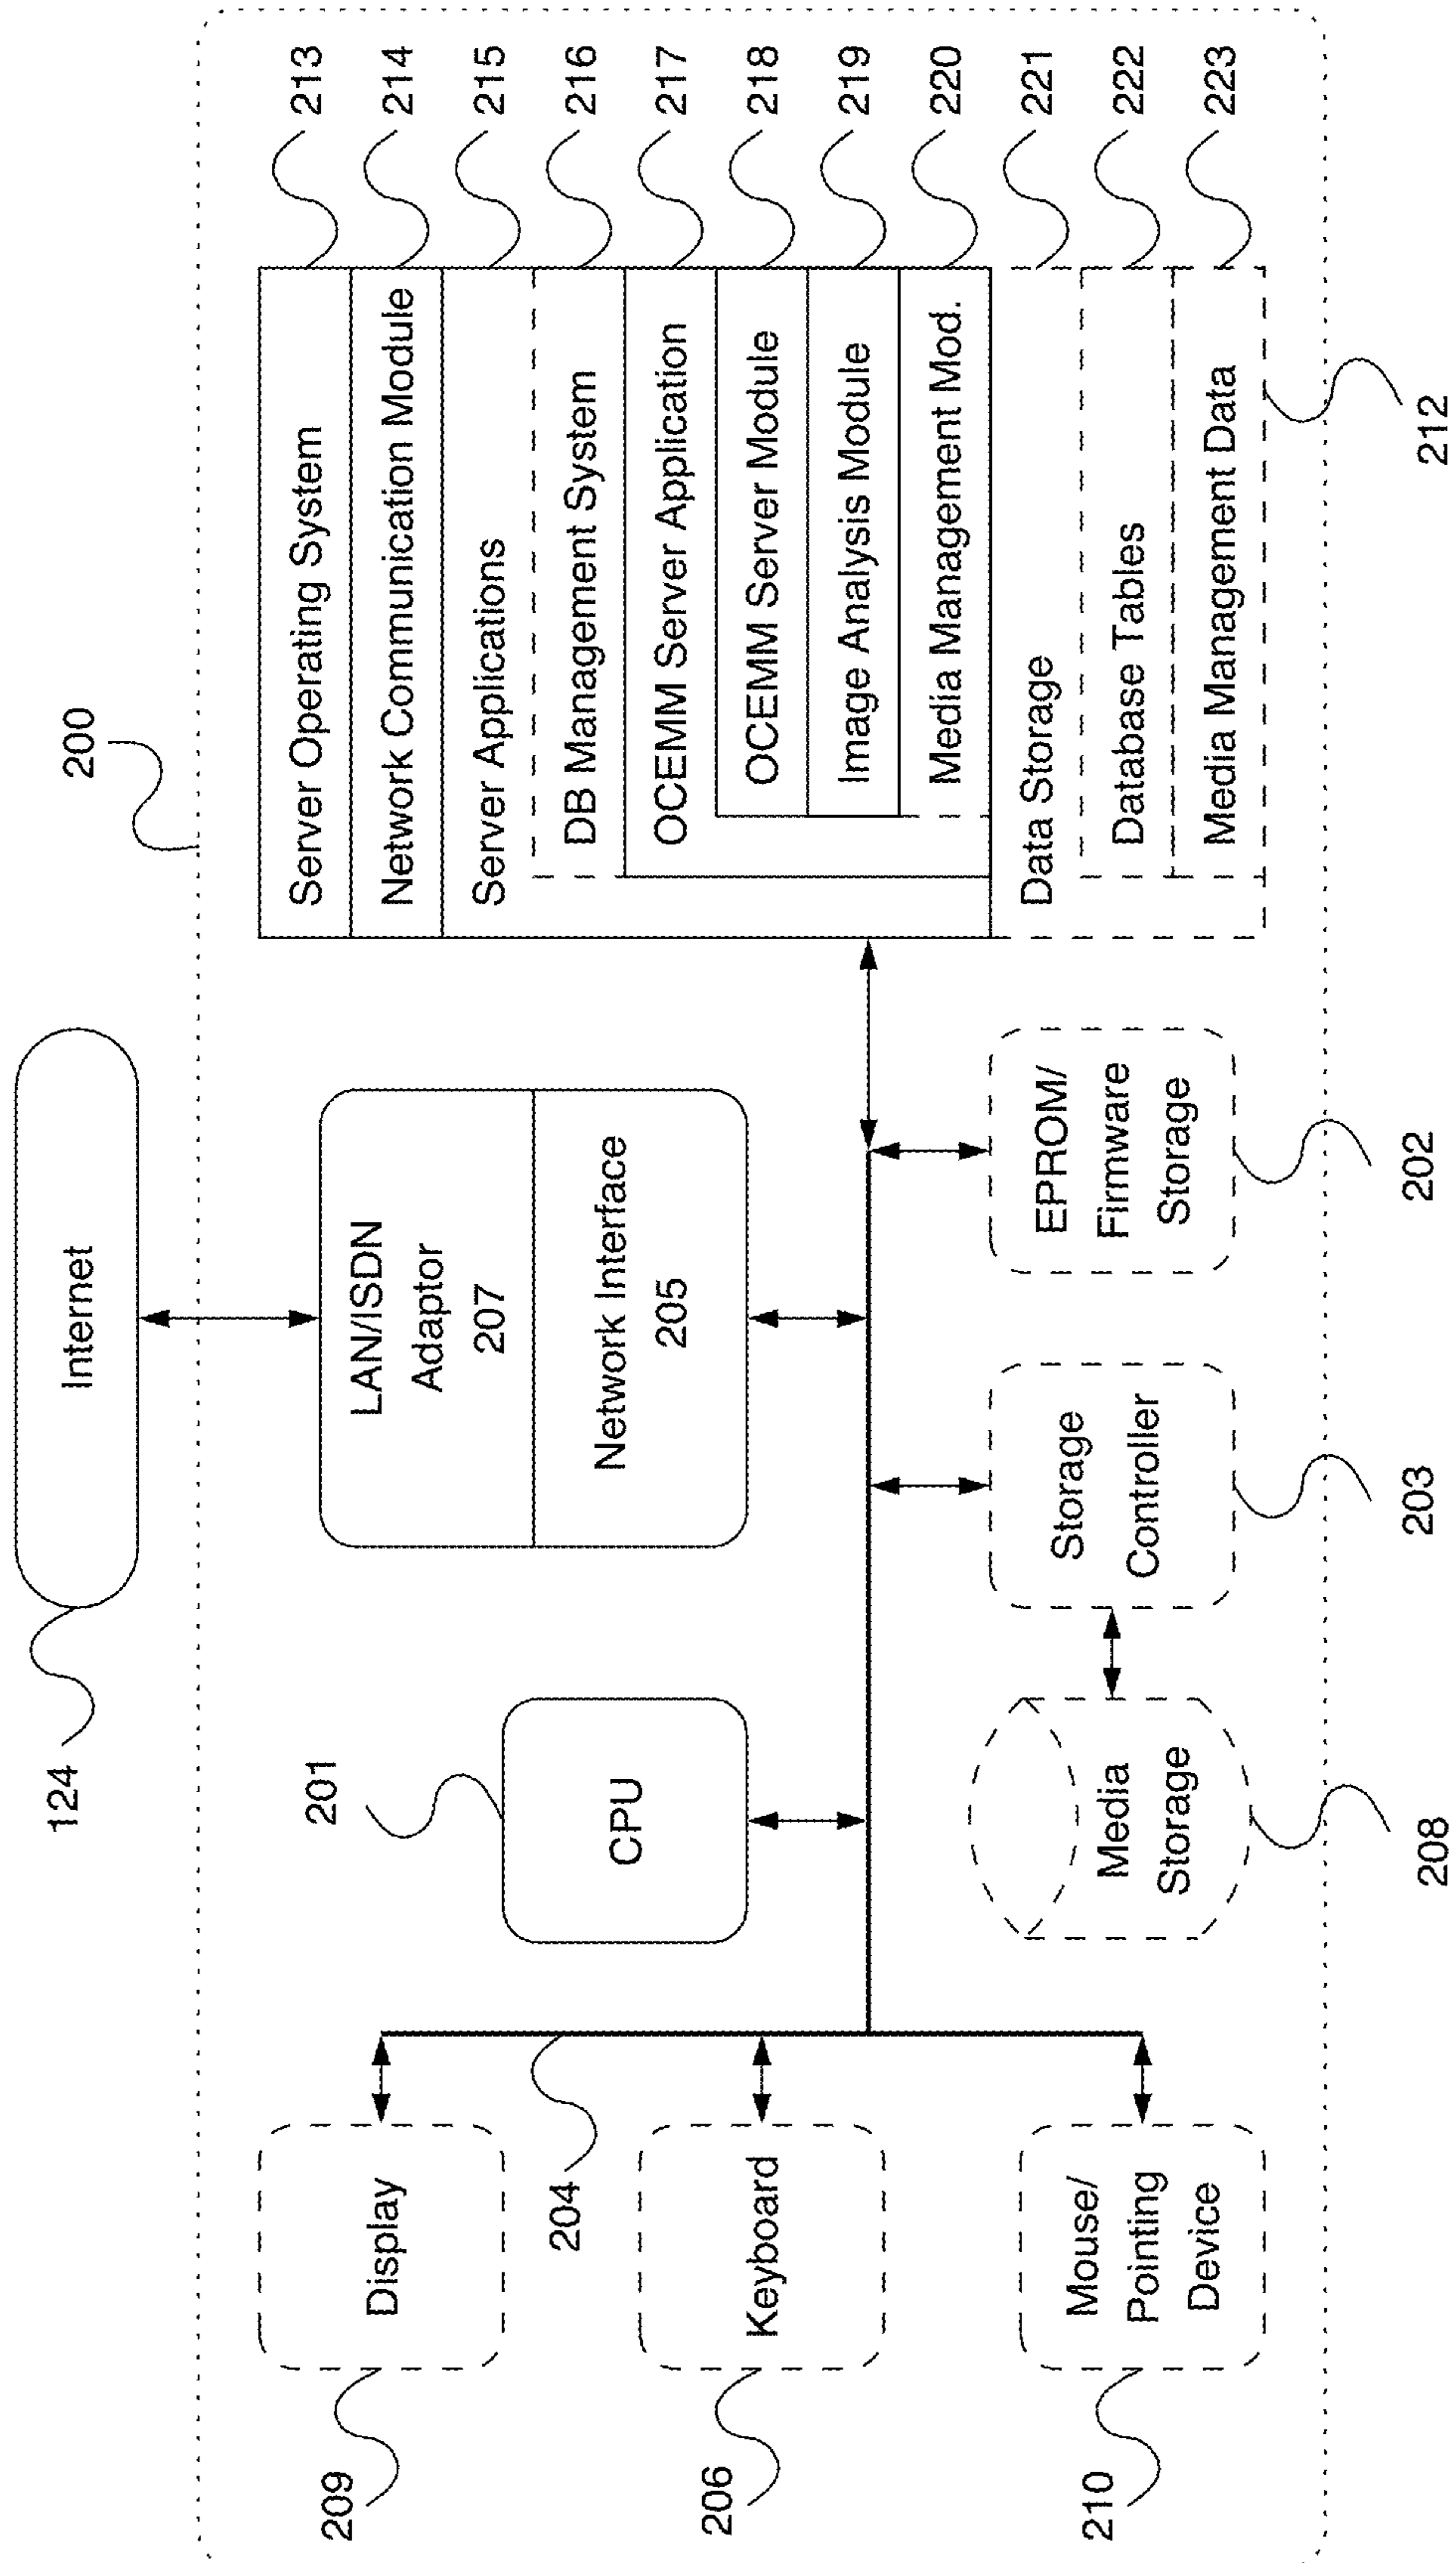 Internet
124
200
LAN/ISDN
Adaptor
207
Network Interface
205
CPU
201
Display
209
Keyboard
206
Mouse/
Pointing
Device
210
204
Media
Storage
208
Storage
Controller
203
EPROM/
Firmware
Storage
202
Server Operating System
213
Network Communication Module
214
Server Applications
215
DB Management System
216
OCEMM Server Application
217
OCEMM Server Module
218
Image Analysis Module
219
Media Management Mod.
220
Data Storage
221
Database Tables
222
Media Management Data
223
212